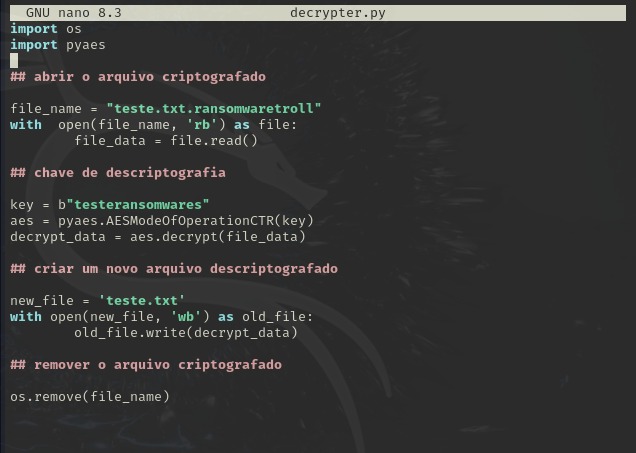 GNU nano 8.3 decrypter.py
import os
import pyaes
## abrir o arquivo criptografado
file_name = "teste.txt.ransomwaretroll"
with  open(file_name, 'rb') as file:
        file_data = file.read()
## chave de descriptografia
key = b"testeransomwares"
aes = pyaes.AESModeOfOperationCTR(key)
decrypt_data = aes.decrypt(file_data)
## criar um novo arquivo descriptografado
new_file = 'teste.txt'
with open(new_file, 'wb') as old_file:
        old_file.write(decrypt_data)
## remover o arquivo criptografado
os.remove(file_name)